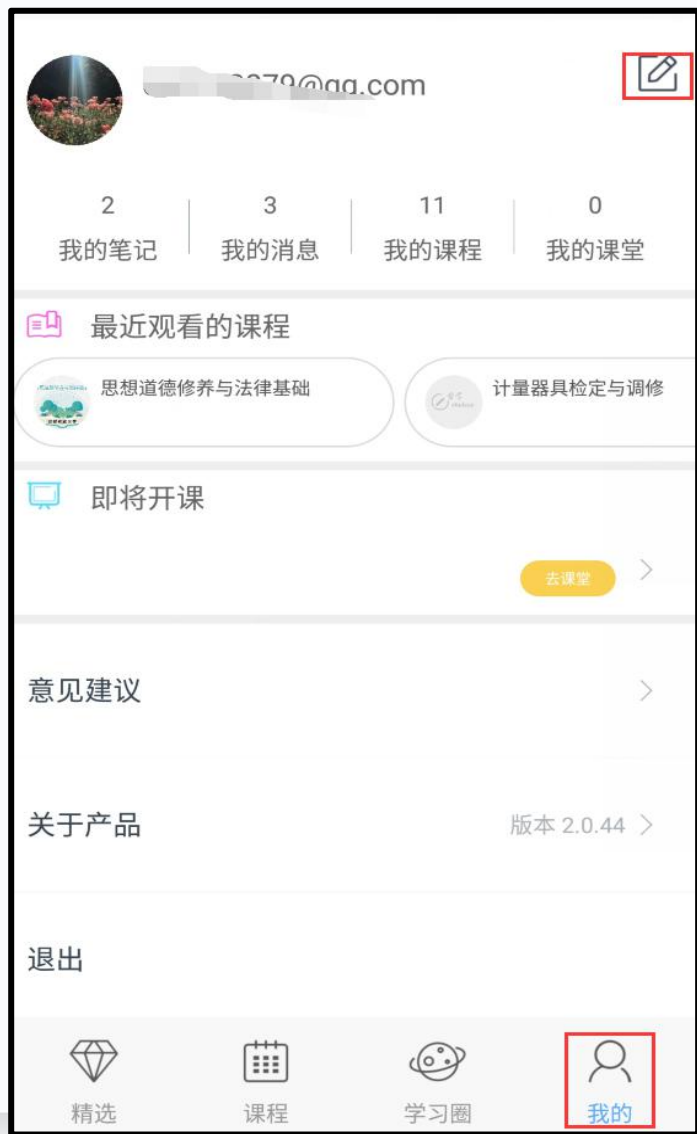 @qq.com
2
3
11
0
我的笔记
我的消息
我的课程
我的课堂
最近观看的课程
思想道德修养与法律基础
计量器具检定与调修
即将开课
去课堂
意见建议
关于产品
版本 2.0.44
退出
精选
课程
学习圈
我的